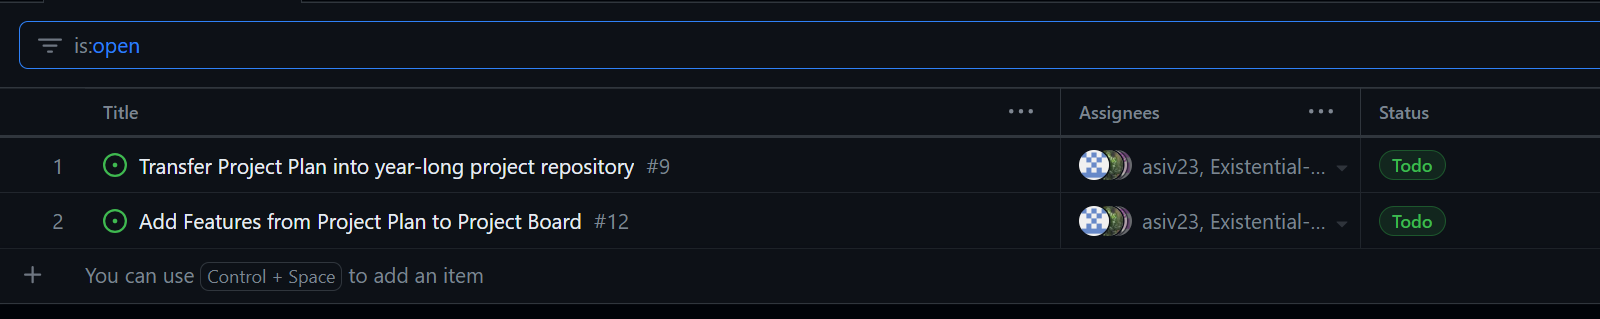 is:open
Title ... Assignees ... Status
1 Transfer Project Plan into year-long project repository #9 asiv23, Existential-... Todo
2 Add Features from Project Plan to Project Board #12 asiv23, Existential-... Todo
+ You can use Control + Space to add an item